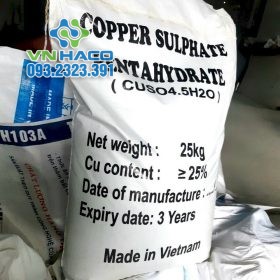 VNHACO
093.2323.391
COPPER SULPHATE
NTAHYDRATE
(CUSO4.5H2O)
Net weight: 25kg
Cu content: ≥ 25%
Date of manufacture:
Expiry date: 3 Years
Made in Vietnam
H103A